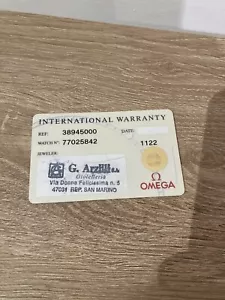 INTERNATIONAL WARRANTY
REF: 38945000 DATE:
WATCH Nº: 77025842 1122
JEWELER:
G. Arzilli
Gioielleria
Via Donna Felicissima n. 5
47031 REP. SAN MARINO
Ω
OMEGA